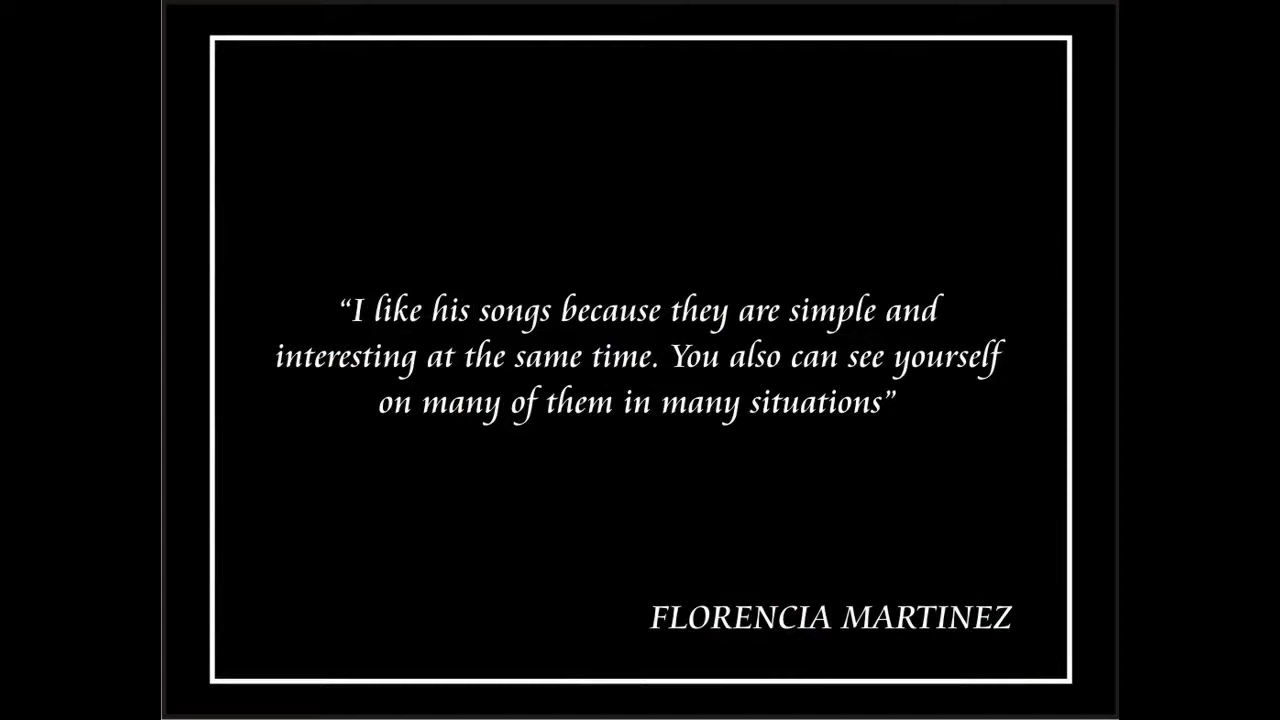 “I like his songs because they are simple and
interesting at the same time. You also can see yourself
on many of them in many situations”
FLORENCIA MARTINEZ